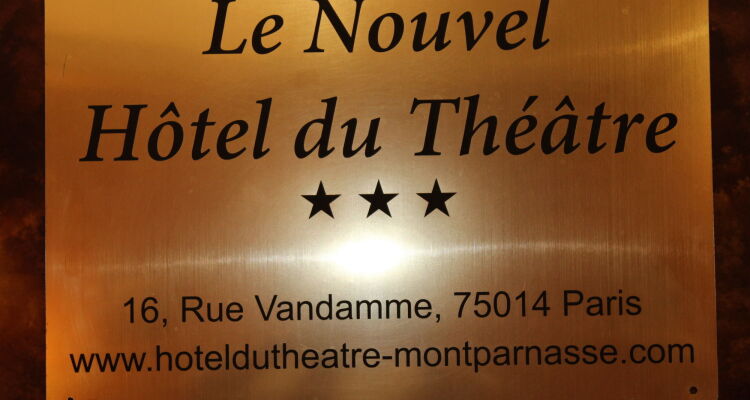 Le Nouvel
Hôtel du Théâtre
★ ★ ★
16, Rue Vandamme, 75014 Paris
www.hoteldutheatre-montparnasse.com